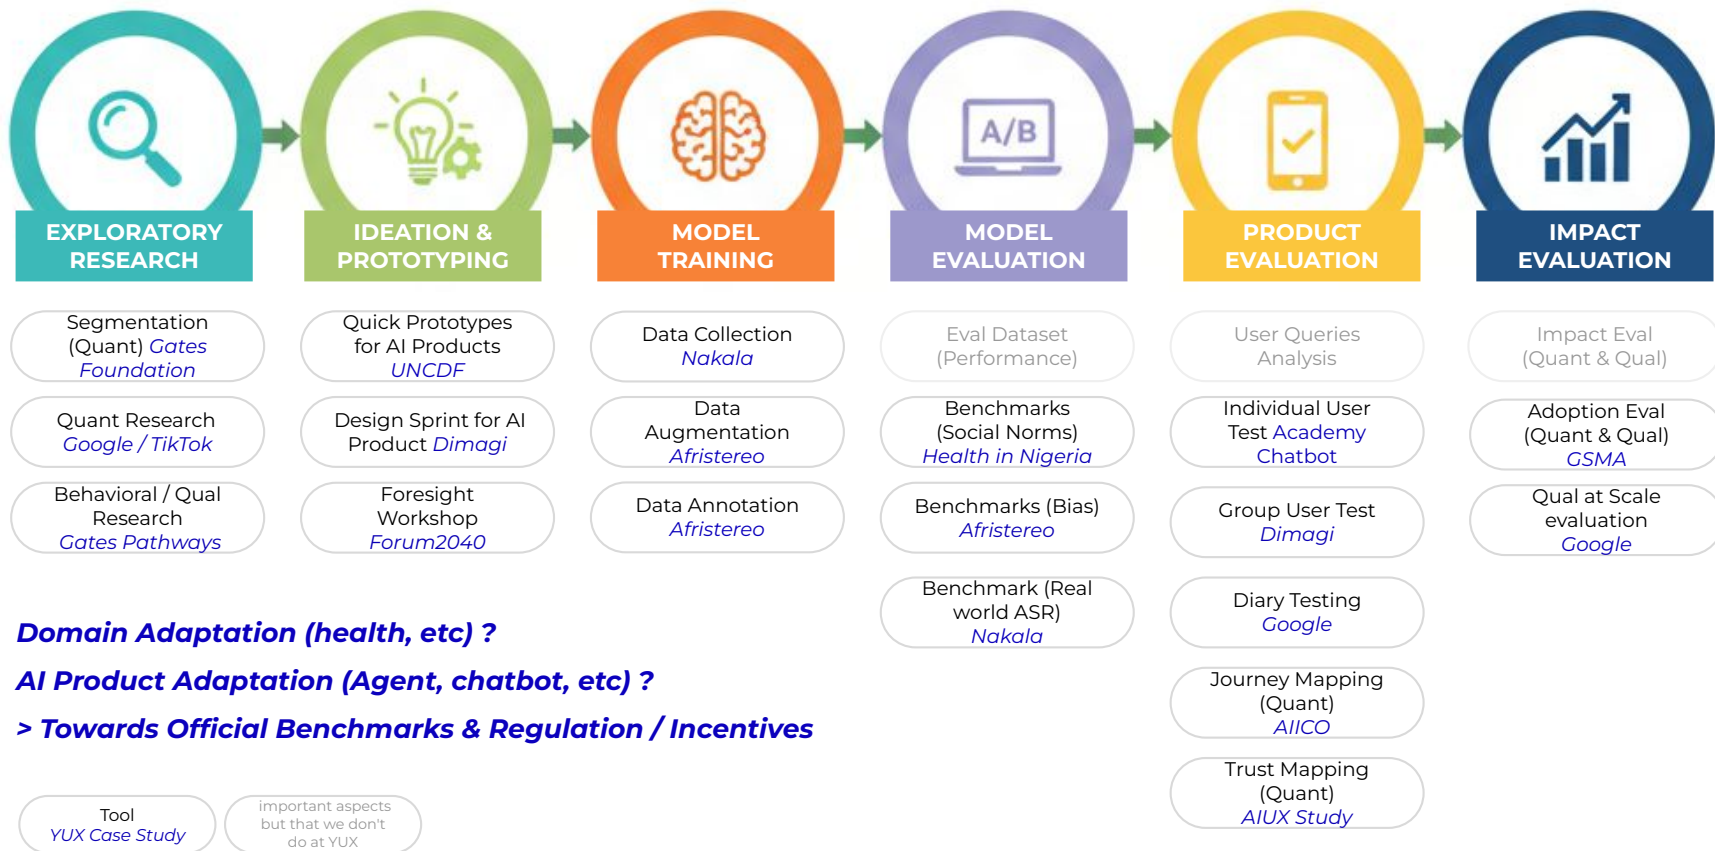 A/B
EXPLORATORY
RESEARCH
IDEATION &
PROTOTYPING
MODEL
TRAINING
MODEL
EVALUATION
PRODUCT
EVALUATION
IMPACT
EVALUATION
Segmentation
(Quant) Gates
Foundation
Quant Research
Google / TikTok
Behavioral / Qual
Research
Gates Pathways
Quick Prototypes
for AI Products
UNCDF
Design Sprint for AI
Product Dimagi
Foresight
Workshop
Forum2040
Data Collection
Nakala
Data
Augmentation
Afristereo
Data Annotation
Afristereo
Eval Dataset
(Performance)
Benchmarks
(Social Norms)
Health in Nigeria
Benchmarks (Bias)
Afristereo
Benchmark (Real
world ASR)
Nakala
User Queries
Analysis
Individual User
Test Academy
Chatbot
Group User Test
Dimagi
Diary Testing
Google
Journey Mapping
(Quant)
AIICO
Trust Mapping
(Quant)
AIUX Study
Impact Eval
(Quant & Qual)
Adoption Eval
(Quant & Qual)
GSMA
Qual at Scale
evaluation
Google
Domain Adaptation (health, etc) ?
AI Product Adaptation (Agent, chatbot, etc) ?
> Towards Official Benchmarks & Regulation / Incentives
Tool
YUX Case Study
important aspects
but that we don't
do at YUX